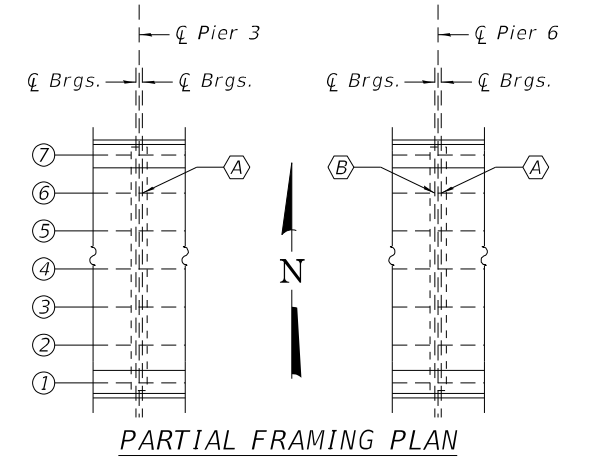 ℄ Pier 3
℄ Pier 6
℄ Brgs. ℄ Brgs.
℄ Brgs. ℄ Brgs.
7
6
5
4
3
2
1
A
B
A
N
PARTIAL FRAMING PLAN